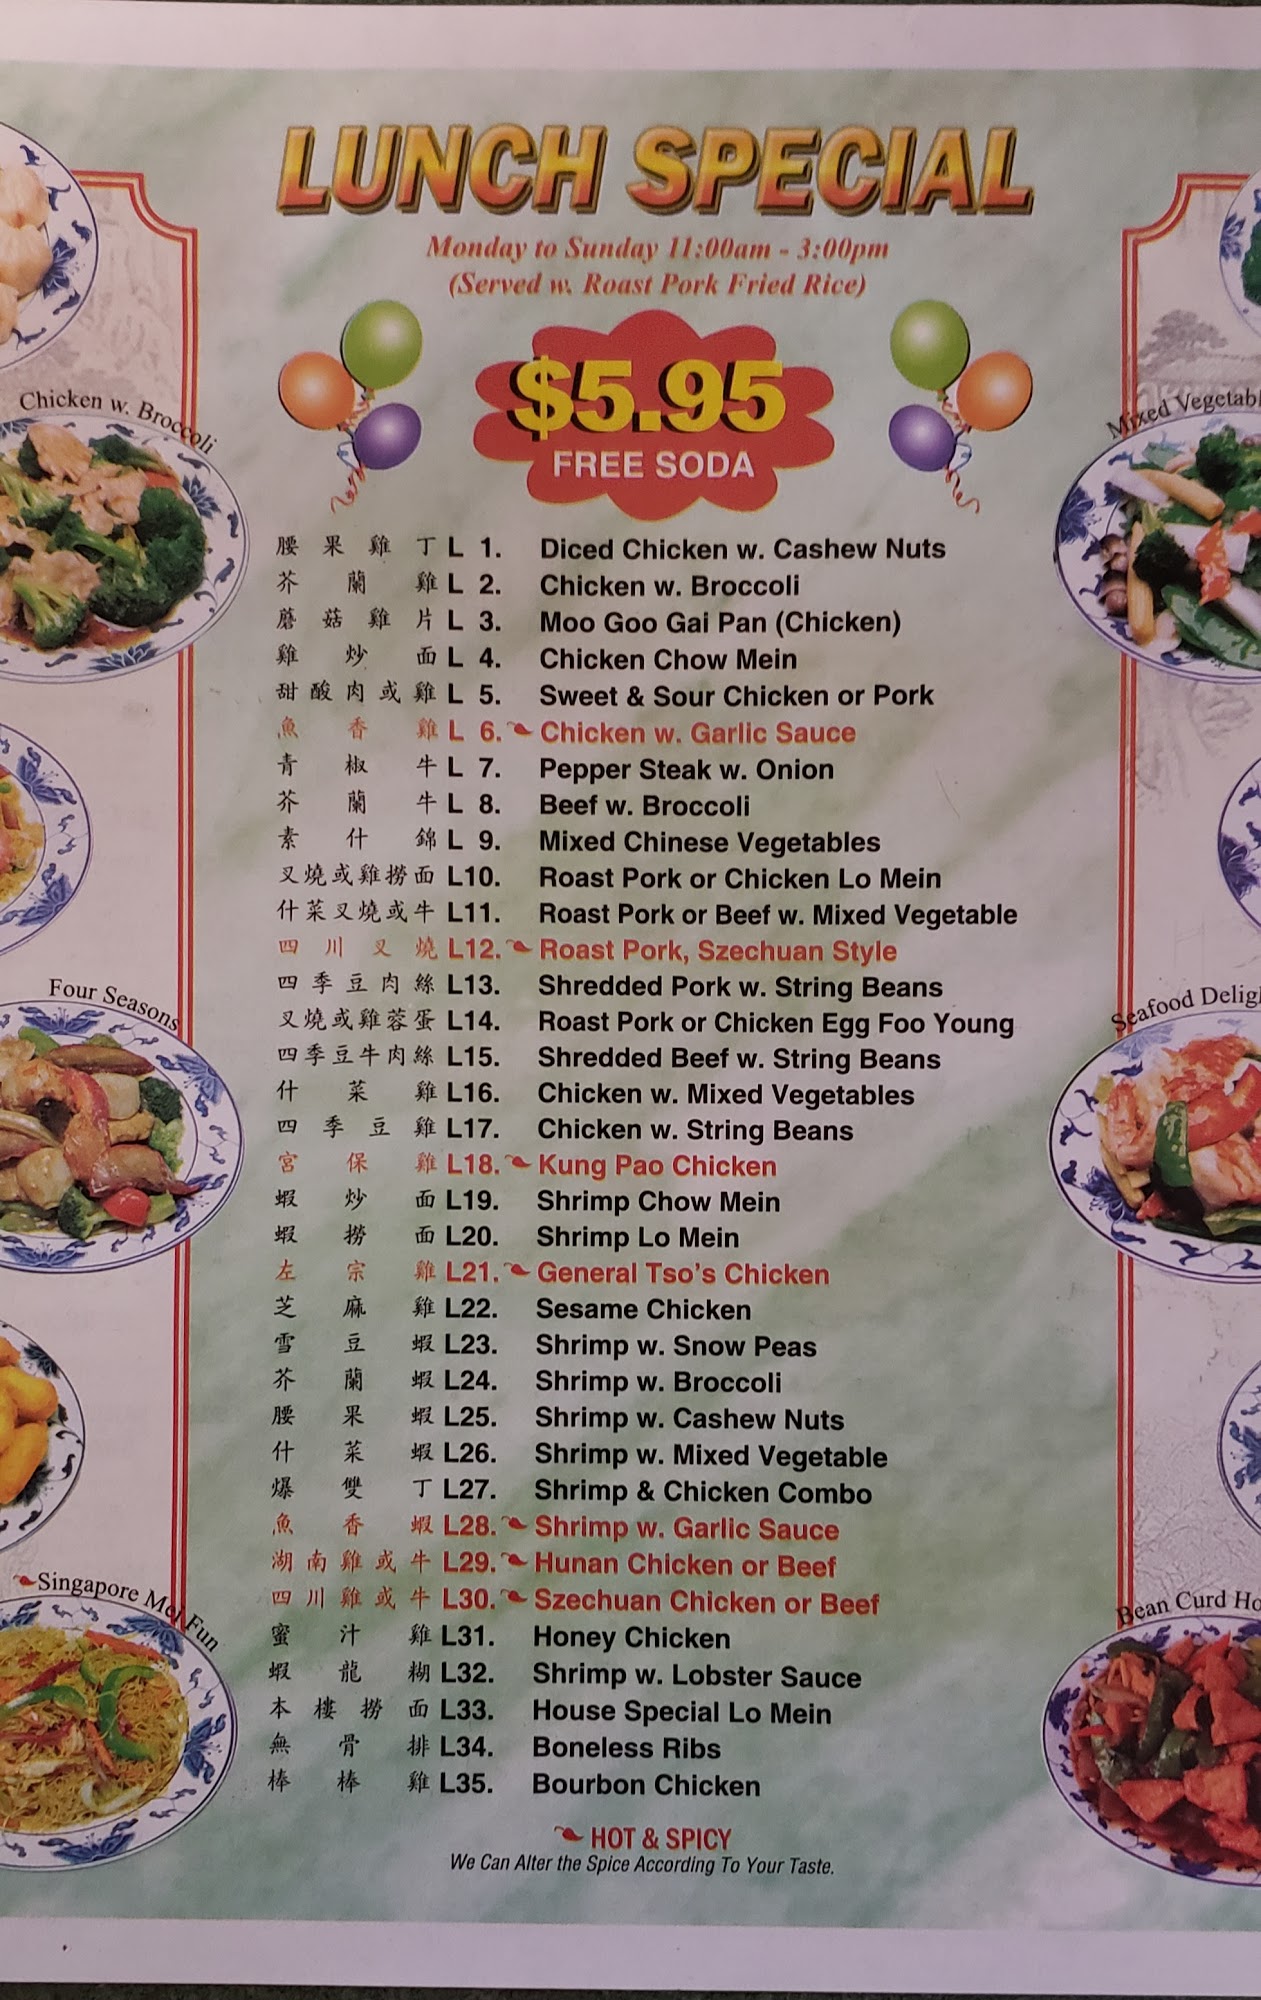 LUNCH SPECIAL
Monday to Sunday 11:00am - 3:00pm
(Served w. Roast Pork Fried Rice)
$5.95
FREE SODA
腰果雞丁 L 1. Diced Chicken w. Cashew Nuts
芥蘭雞 L 2. Chicken w. Broccoli
蘑菇雞片 L 3. Moo Goo Gai Pan (Chicken)
雞炒面 L 4. Chicken Chow Mein
甜酸肉或雞 L 5. Sweet & Sour Chicken or Pork
魚香雞 L 6. Chicken w. Garlic Sauce
青椒牛 L 7. Pepper Steak w. Onion
芥蘭牛 L 8. Beef w. Broccoli
素什錦 L 9. Mixed Chinese Vegetables
叉燒或雞撈面 L10. Roast Pork or Chicken Lo Mein
什菜叉燒或牛 L11. Roast Pork or Beef w. Mixed Vegetable
四川叉燒 L12. Roast Pork, Szechuan Style
四季豆肉絲 L13. Shredded Pork w. String Beans
叉燒或雞蓉蛋 L14. Roast Pork or Chicken Egg Foo Young
四季豆牛肉絲 L15. Shredded Beef w. String Beans
什菜雞 L16. Chicken w. Mixed Vegetables
四季豆雞 L17. Chicken w. String Beans
宮保雞 L18. Kung Pao Chicken
蝦炒面 L19. Shrimp Chow Mein
蝦撈面 L20. Shrimp Lo Mein
左宗雞 L21. General Tso's Chicken
芝麻雞 L22. Sesame Chicken
雪豆蝦 L23. Shrimp w. Snow Peas
芥蘭蝦 L24. Shrimp w. Broccoli
腰果蝦 L25. Shrimp w. Cashew Nuts
什菜蝦 L26. Shrimp w. Mixed Vegetable
爆雙丁 L27. Shrimp & Chicken Combo
魚香蝦 L28. Shrimp w. Garlic Sauce
湖南雞或牛 L29. Hunan Chicken or Beef
四川雞或牛 L30. Szechuan Chicken or Beef
蜜汁雞 L31. Honey Chicken
蝦龍糊 L32. Shrimp w. Lobster Sauce
本樓撈面 L33. House Special Lo Mein
無骨排 L34. Boneless Ribs
棒棒雞 L35. Bourbon Chicken
HOT & SPICY
We Can Alter the Spice According To Your Taste.
Chicken w. Broccoli
Four Seasons
Singapore Mei Fun
Mixed Vegetabl
Seafood Delig
Bean Curd Ho